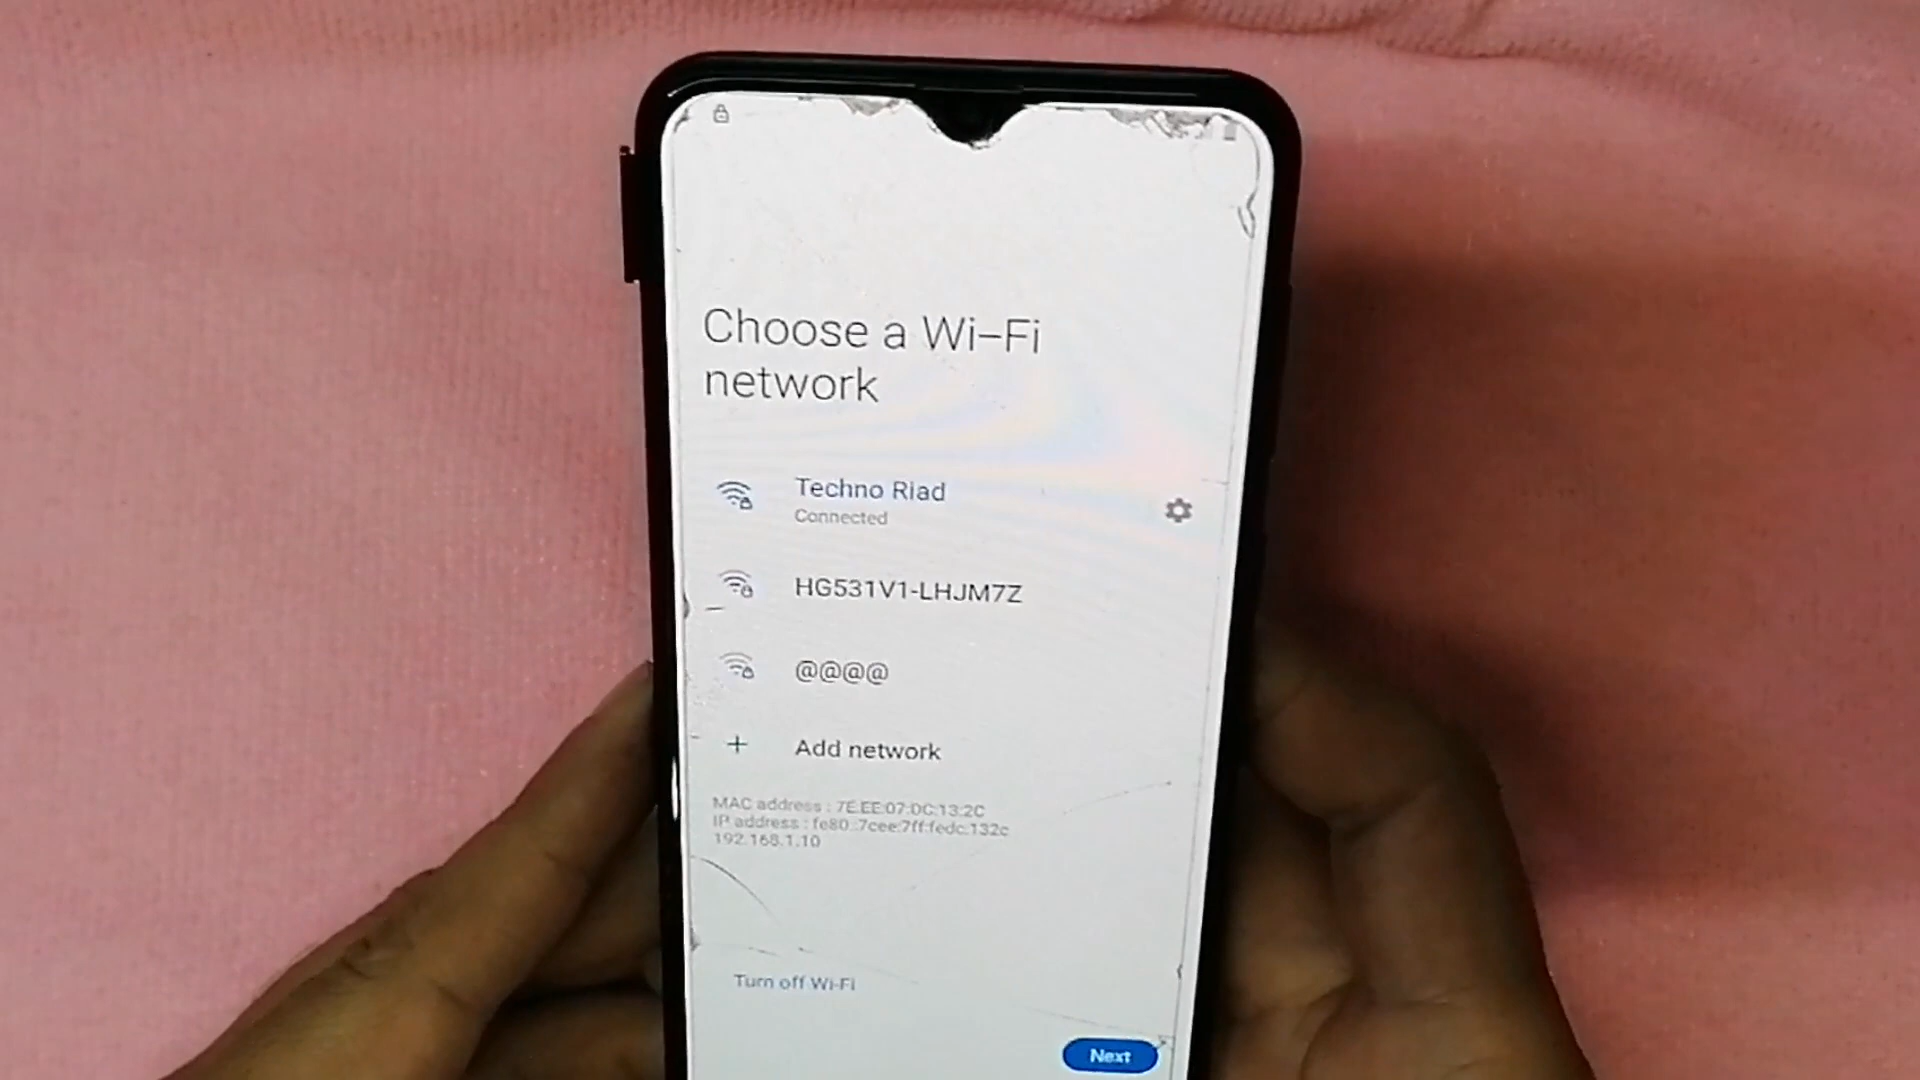 Choose a Wi-Fi
network
Techno Riad
Connected
HG531V1-LHJM7Z
@@@@
+ Add network
MAC address : 7E:EE:07:DC:13:2C
IP address : fe80::7cee:7ff:fedc:132c
192.168.1.10
Turn off Wi-Fi
Next